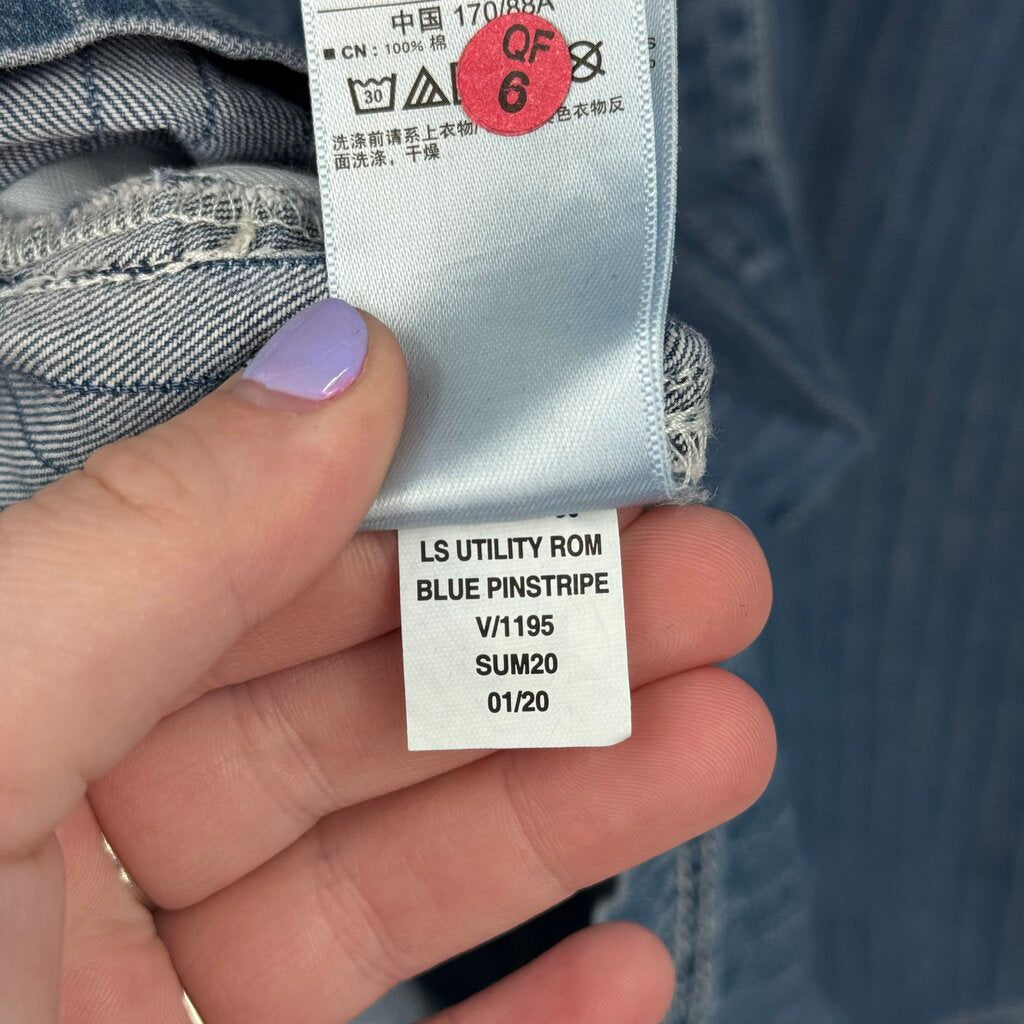 中国 170/88A
■ CN : 100% 棉
30
QF
6
洗涤前请系上衣物 色衣物反
面洗涤，干燥
LS UTILITY ROM
BLUE PINSTRIPE
V/1195
SUM20
01/20